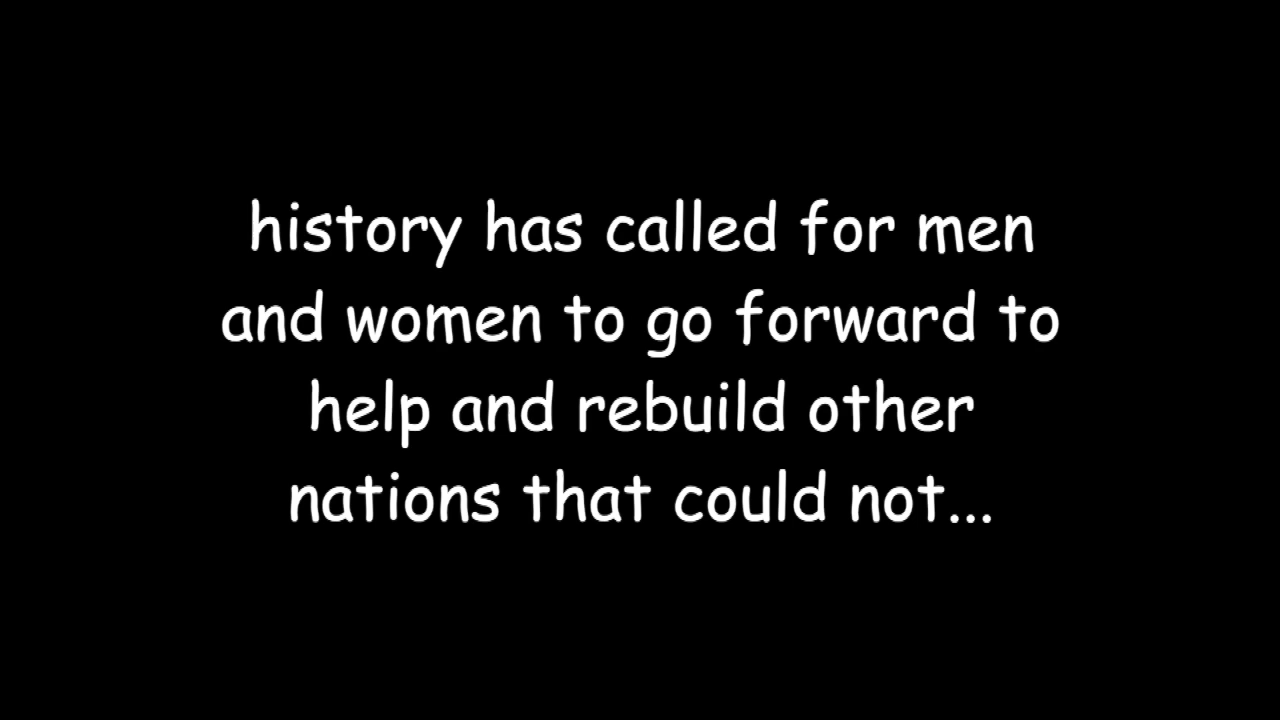 history has called for men
and women to go forward to
help and rebuild other
nations that could not...